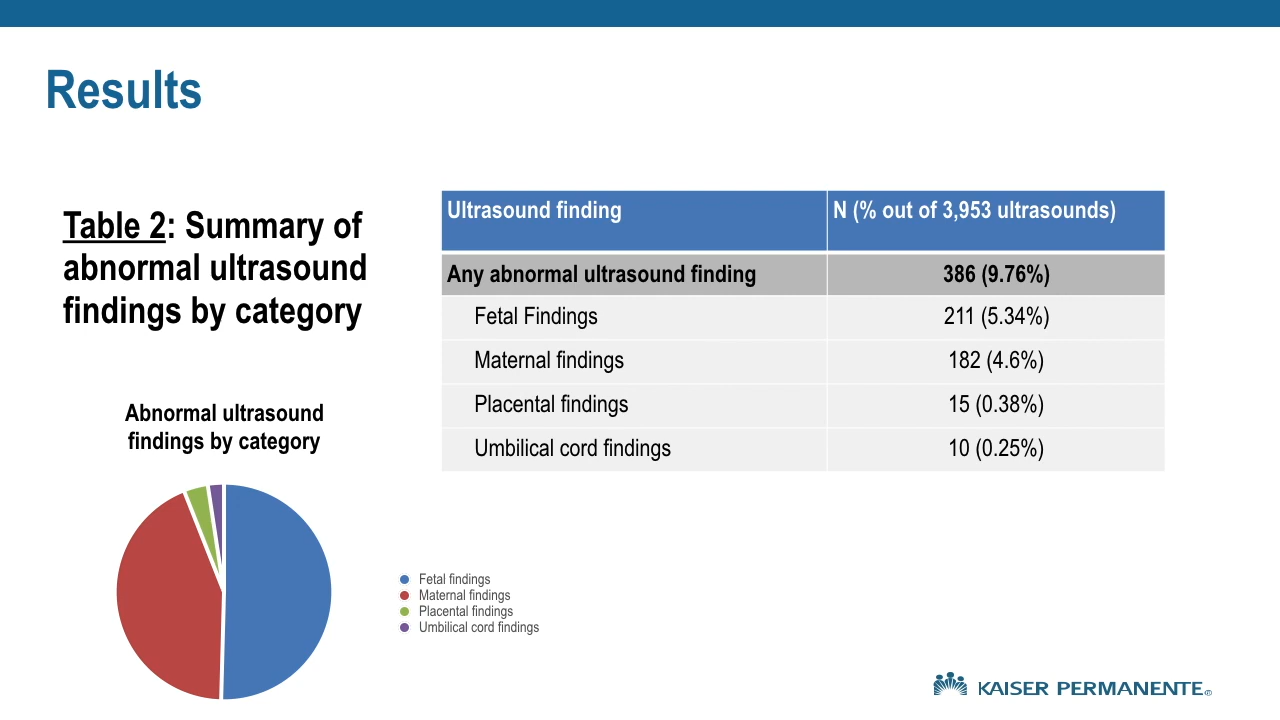 Results
Table 2: Summary of
abnormal ultrasound
findings by category
Ultrasound finding N (% out of 3,953 ultrasounds)
Any abnormal ultrasound finding 386 (9.76%)
Fetal Findings 211 (5.34%)
Maternal findings 182 (4.6%)
Placental findings 15 (0.38%)
Umbilical cord findings 10 (0.25%)
Abnormal ultrasound
findings by category
Fetal findings
Maternal findings
Placental findings
Umbilical cord findings
KAISER PERMANENTE®